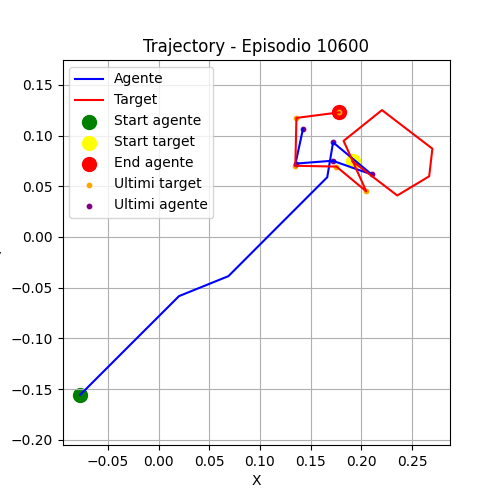 Trajectory - Episodio 10600
Agente
Target
Start agente
Start target
End agente
Ultimi target
Ultimi agente
0.15
0.10
0.05
0.00
−0.05
−0.10
−0.15
−0.20
−0.05
0.00
0.05
0.10
0.15
0.20
0.25
X